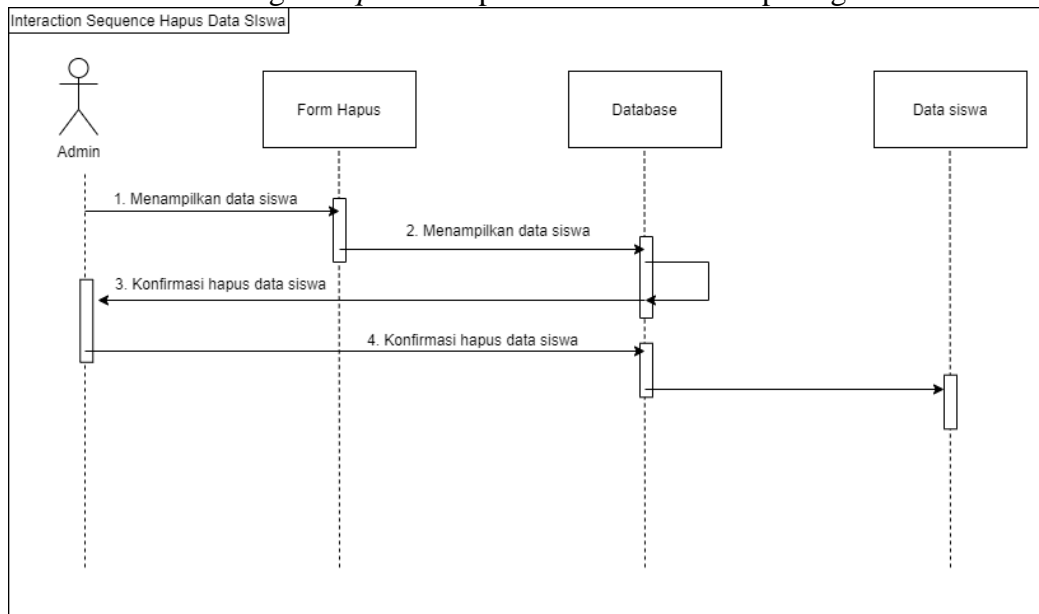 Interaction Sequence Hapus Data SIswa
Admin
Form Hapus
Database
Data siswa
1. Menampilkan data siswa
2. Menampilkan data siswa
3. Konfirmasi hapus data siswa
4. Konfirmasi hapus data siswa